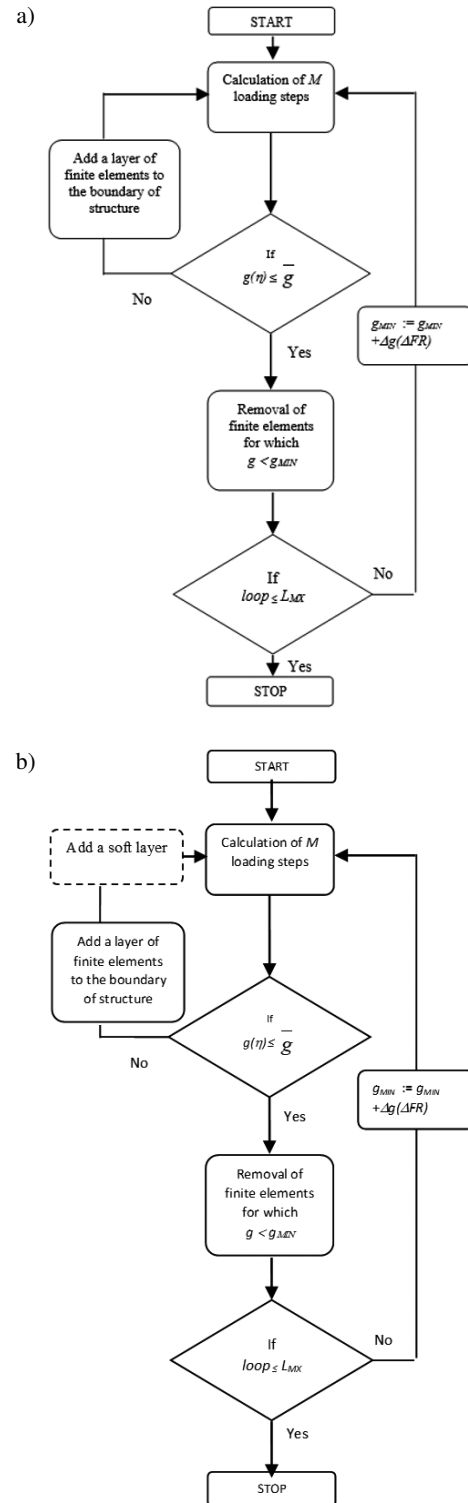 a)
START
Calculation of M
loading steps
Add a layer of
finite elements to
the boundary of
structure
If
g(η) ≤ g̅
No
Yes
g_MIN := g_MIN
+Δg(ΔFR)
Removal of
finite elements
for which
g < g_MIN
If
loop ≤ L_MX
No
Yes
STOP
b)
START
Add a soft layer
Calculation of M
loading steps
Add a layer of
finite elements
to the boundary
of structure
If
g(η) ≤ g̅
No
Yes
g_MIN := g_MIN
+Δg(ΔFR)
Removal of
finite elements
for which
g < g_MIN
If
loop ≤ L_MX
No
Yes
STOP